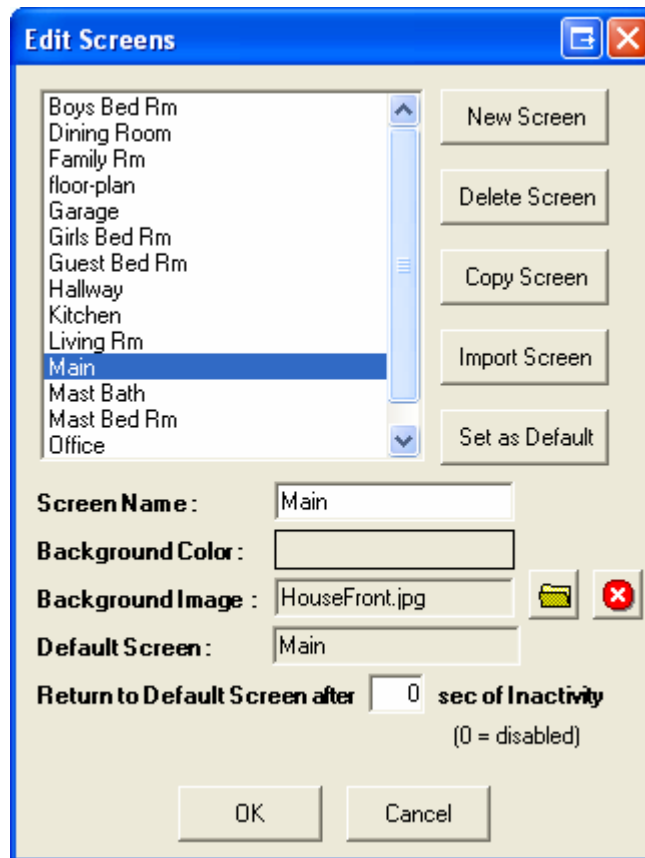 Edit Screens
Boys Bed Rm
Dining Room
Family Rm
floor-plan
Garage
Girls Bed Rm
Guest Bed Rm
Hallway
Kitchen
Living Rm
Main
Mast Bath
Mast Bed Rm
Office
New Screen
Delete Screen
Copy Screen
Import Screen
Set as Default
Screen Name : Main
Background Color :
Background Image : HouseFront.jpg
Default Screen : Main
Return to Default Screen after 0 sec of Inactivity
(0 = disabled)
OK Cancel